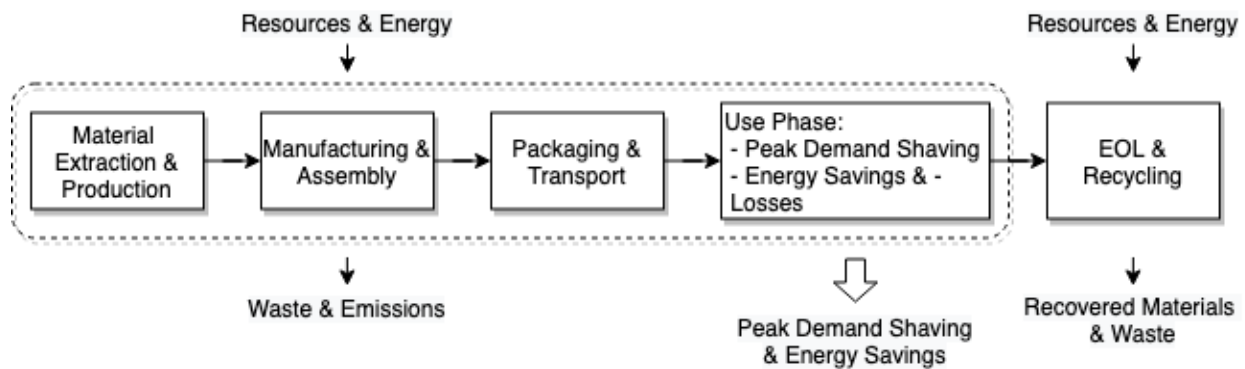 Resources & Energy
Resources & Energy
Material
Extraction &
Production
Manufacturing &
Assembly
Packaging &
Transport
Use Phase:
- Peak Demand Shaving
- Energy Savings & -
Losses
EOL &
Recycling
Waste & Emissions
Peak Demand Shaving
& Energy Savings
Recovered Materials
& Waste